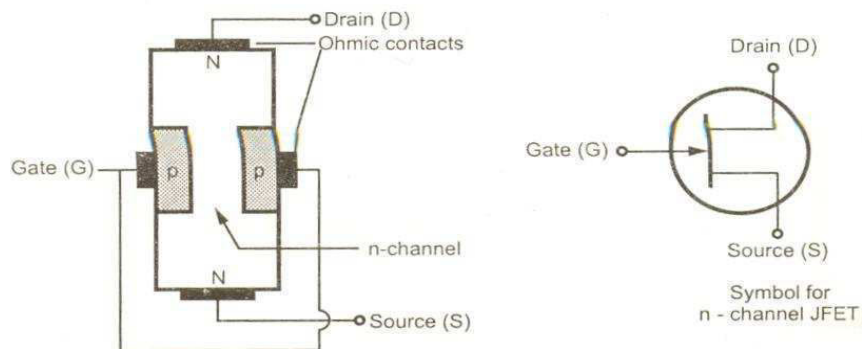 Drain (D)
Ohmic contacts
N
Gate (G)
p
p
n-channel
N
Source (S)
Drain (D)
Gate (G)
Source (S)
Symbol for
n - channel JFET